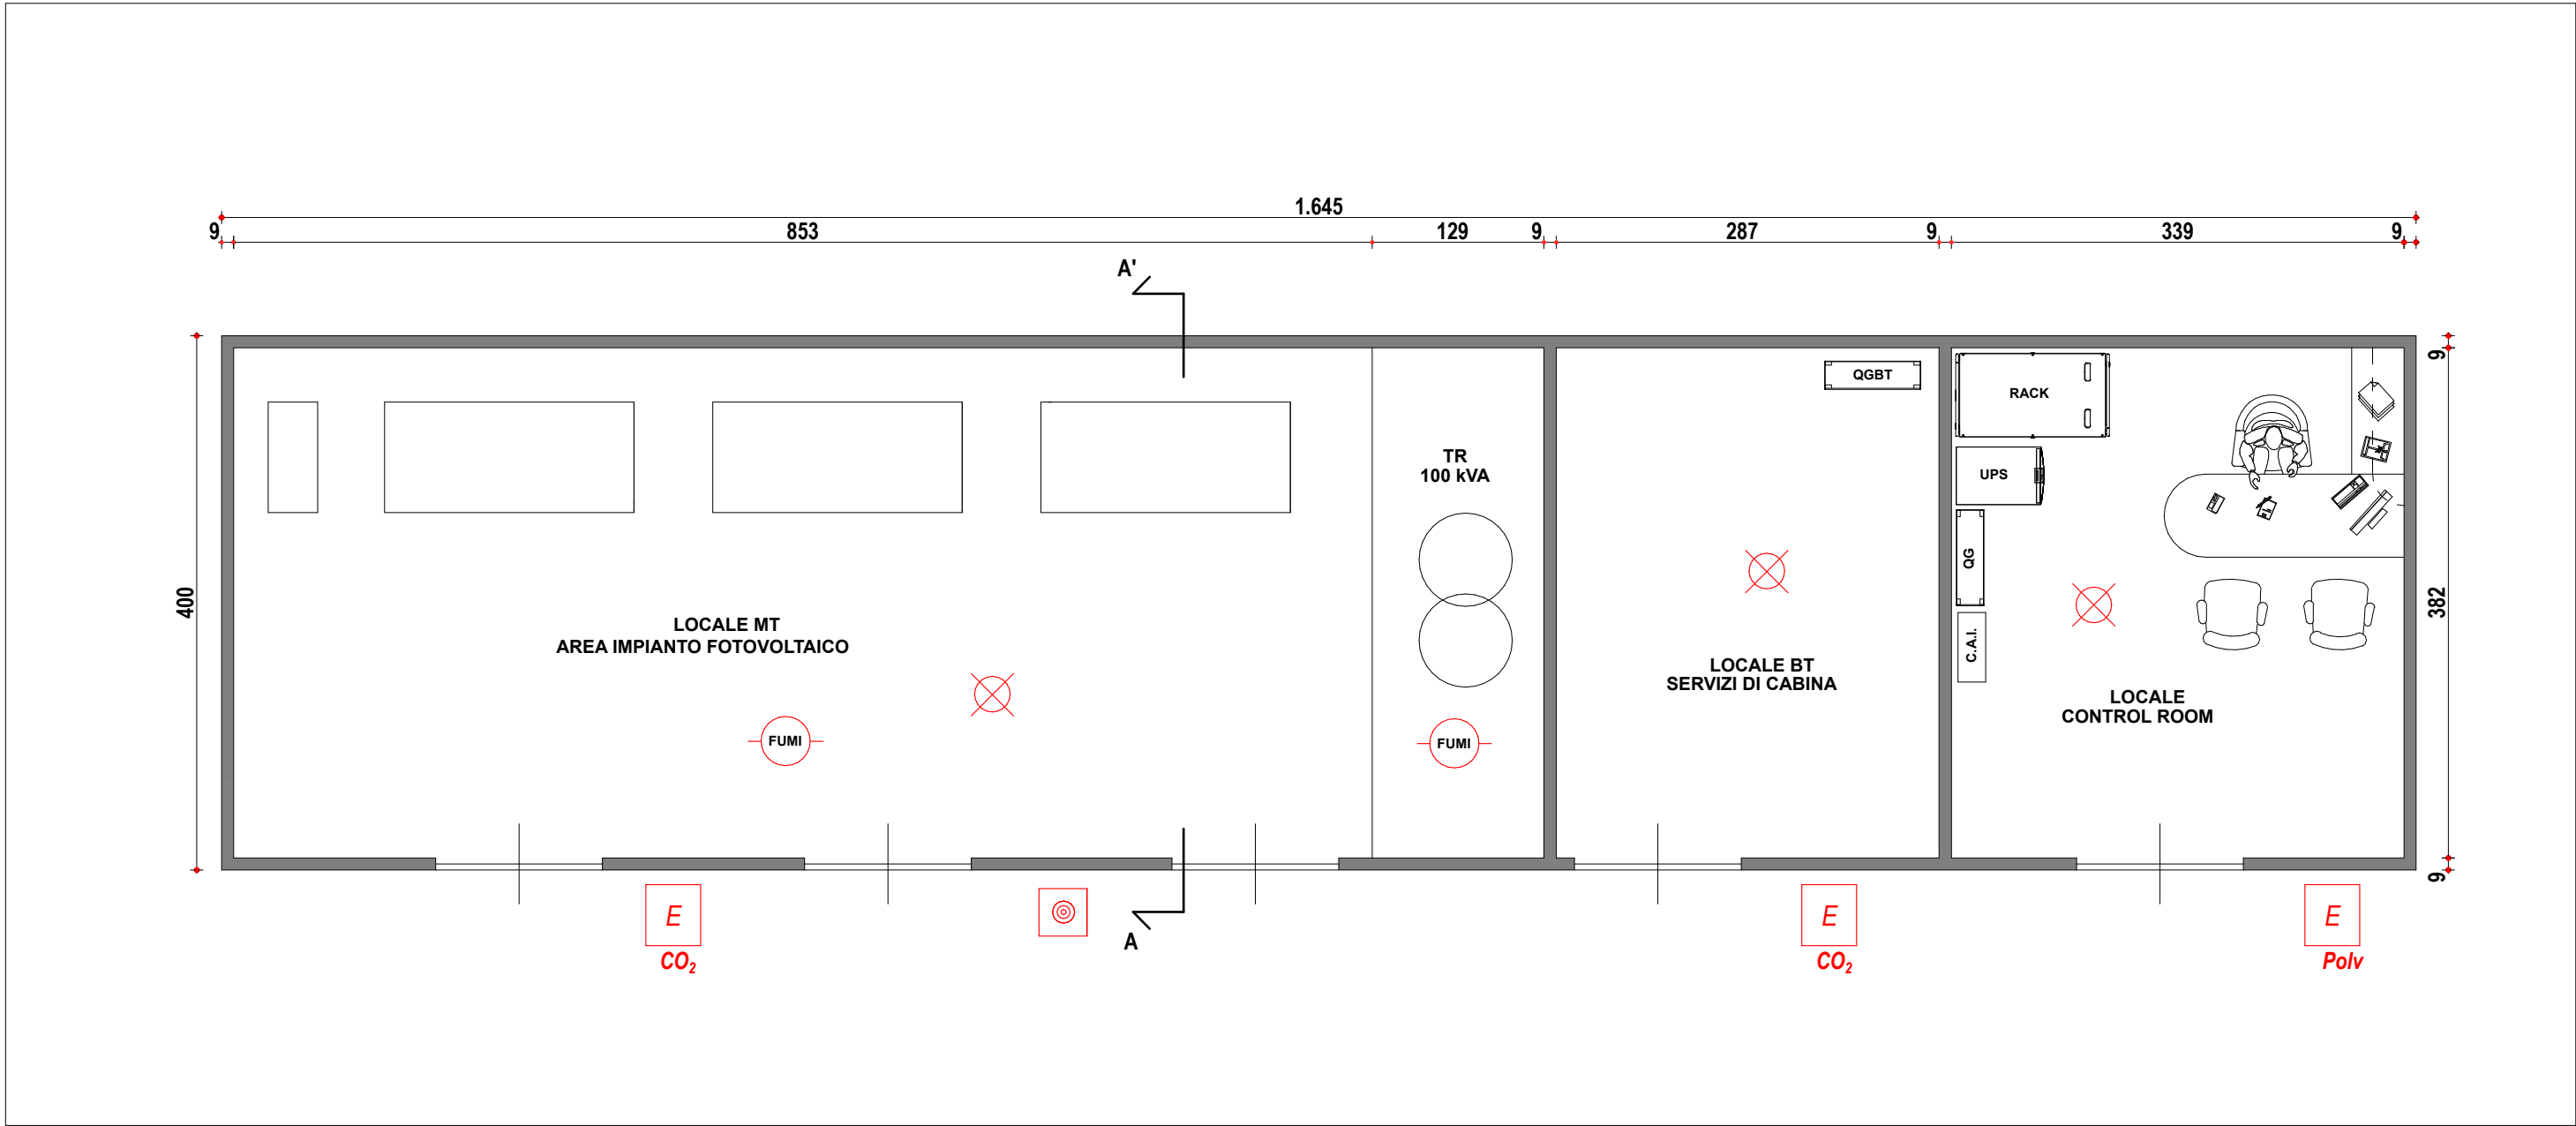 1.645
9
853
129
9
287
9
339
9
A'
9
QGBT
RACK
TR
100 kVA
UPS
QG
400
382
LOCALE MT
AREA IMPIANTO FOTOVOLTAICO
C.A.I.
LOCALE BT
SERVIZI DI CABINA
LOCALE
CONTROL ROOM
FUMI
FUMI
9
E
CO₂
A
E
CO₂
E
Polv